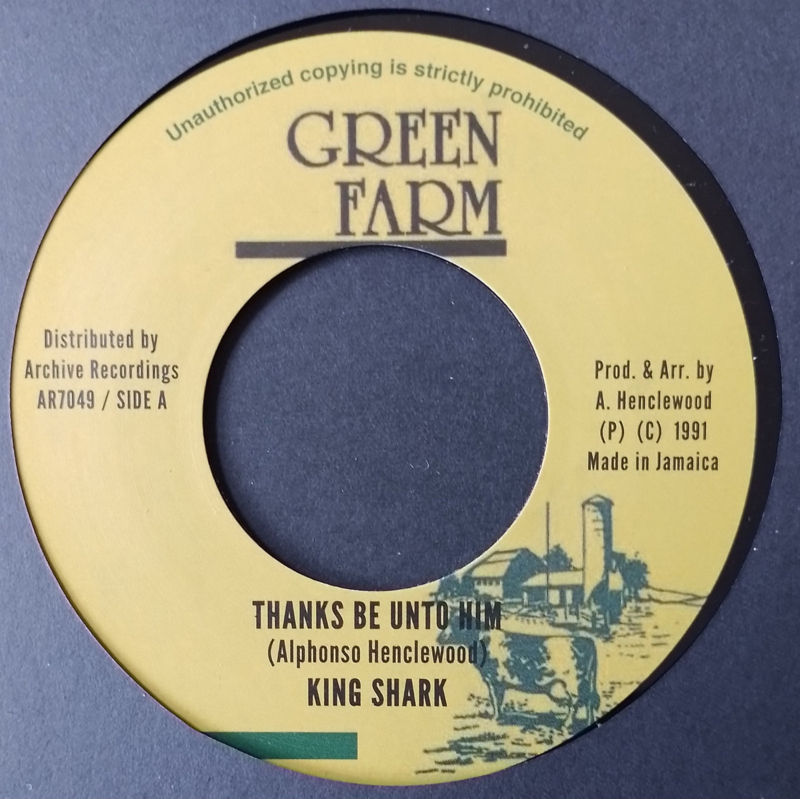 Unauthorized copying is strictly prohibited
GREEN
FARM
Distributed by
Archive Recordings
AR7049 / SIDE A
Prod. & Arr. by
A. Henclewood
(P) (C) 1991
Made in Jamaica
THANKS BE UNTO HIM
(Alphonso Henclewood)
KING SHARK